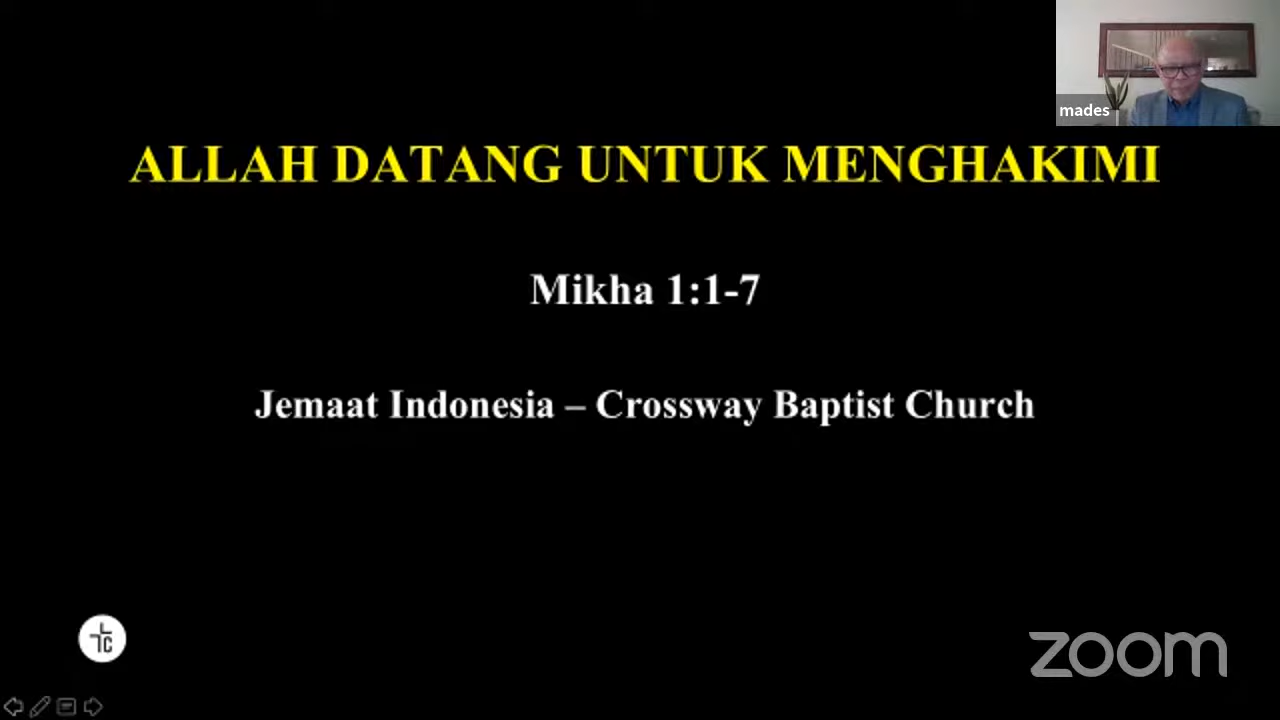 mades
ALLAH DATANG UNTUK MENGHAKIMI
Mikha 1:1-7
Jemaat Indonesia – Crossway Baptist Church
C
zoom